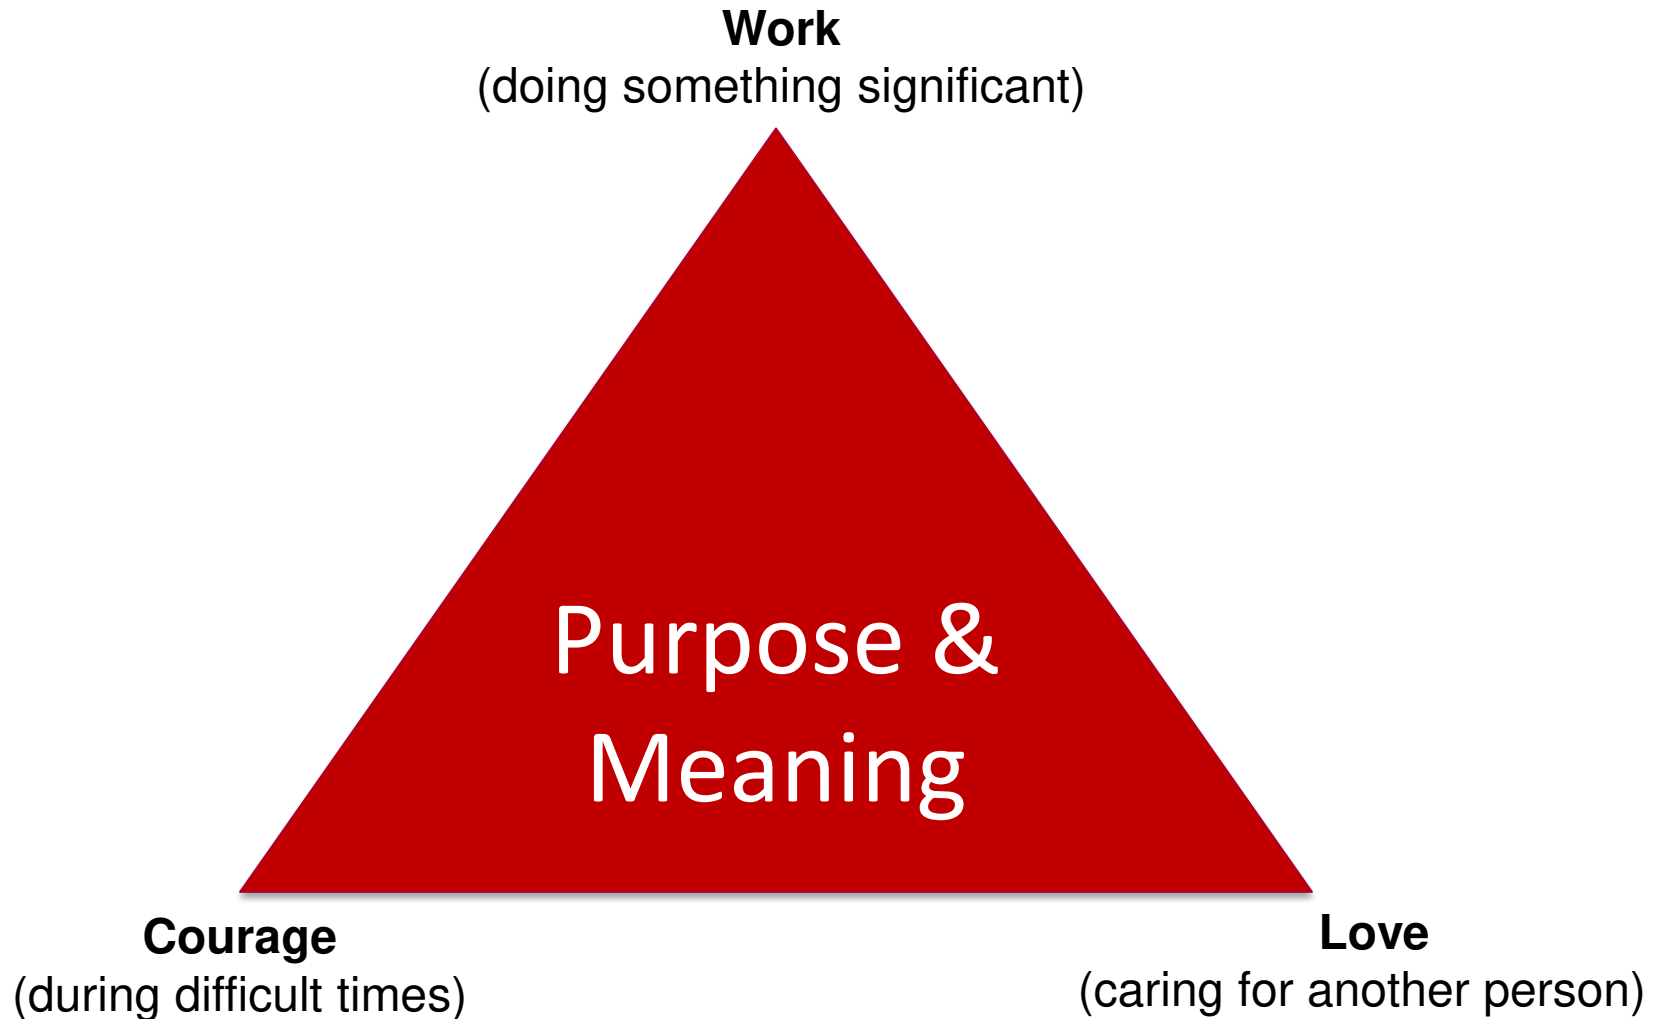 Work
(doing something significant)
Purpose &
Meaning
Courage
(during difficult times)
Love
(caring for another person)